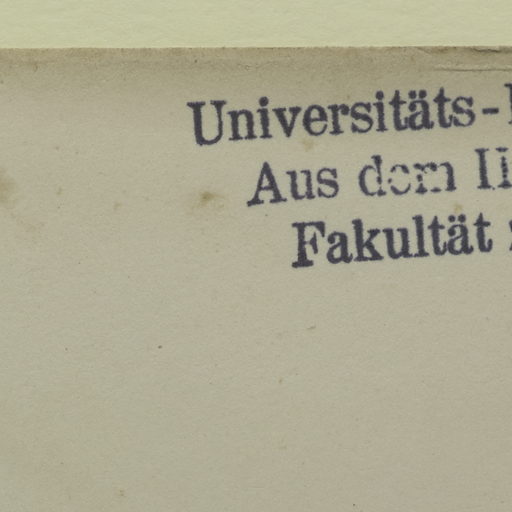 Universitäts-
Aus dem
Fakultät